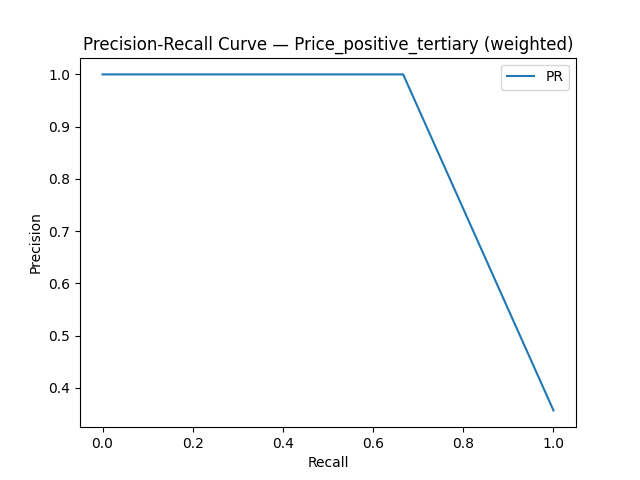 Precision-Recall Curve — Price_positive_tertiary (weighted)
PR
1.0
0.9
0.8
0.7
0.6
0.5
0.4
Precision
0.0 0.2 0.4 0.6 0.8 1.0
Recall